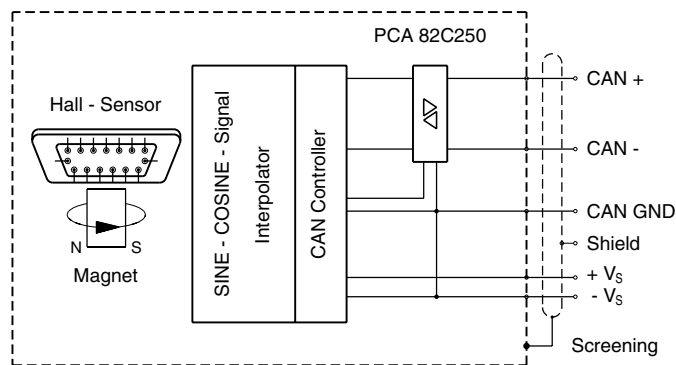 PCA 82C250
Hall - Sensor
N
S
Magnet
SINE - COSINE - Signal
Interpolator
CAN Controller
CAN +
CAN -
CAN GND
Shield
+ VS
- VS
Screening